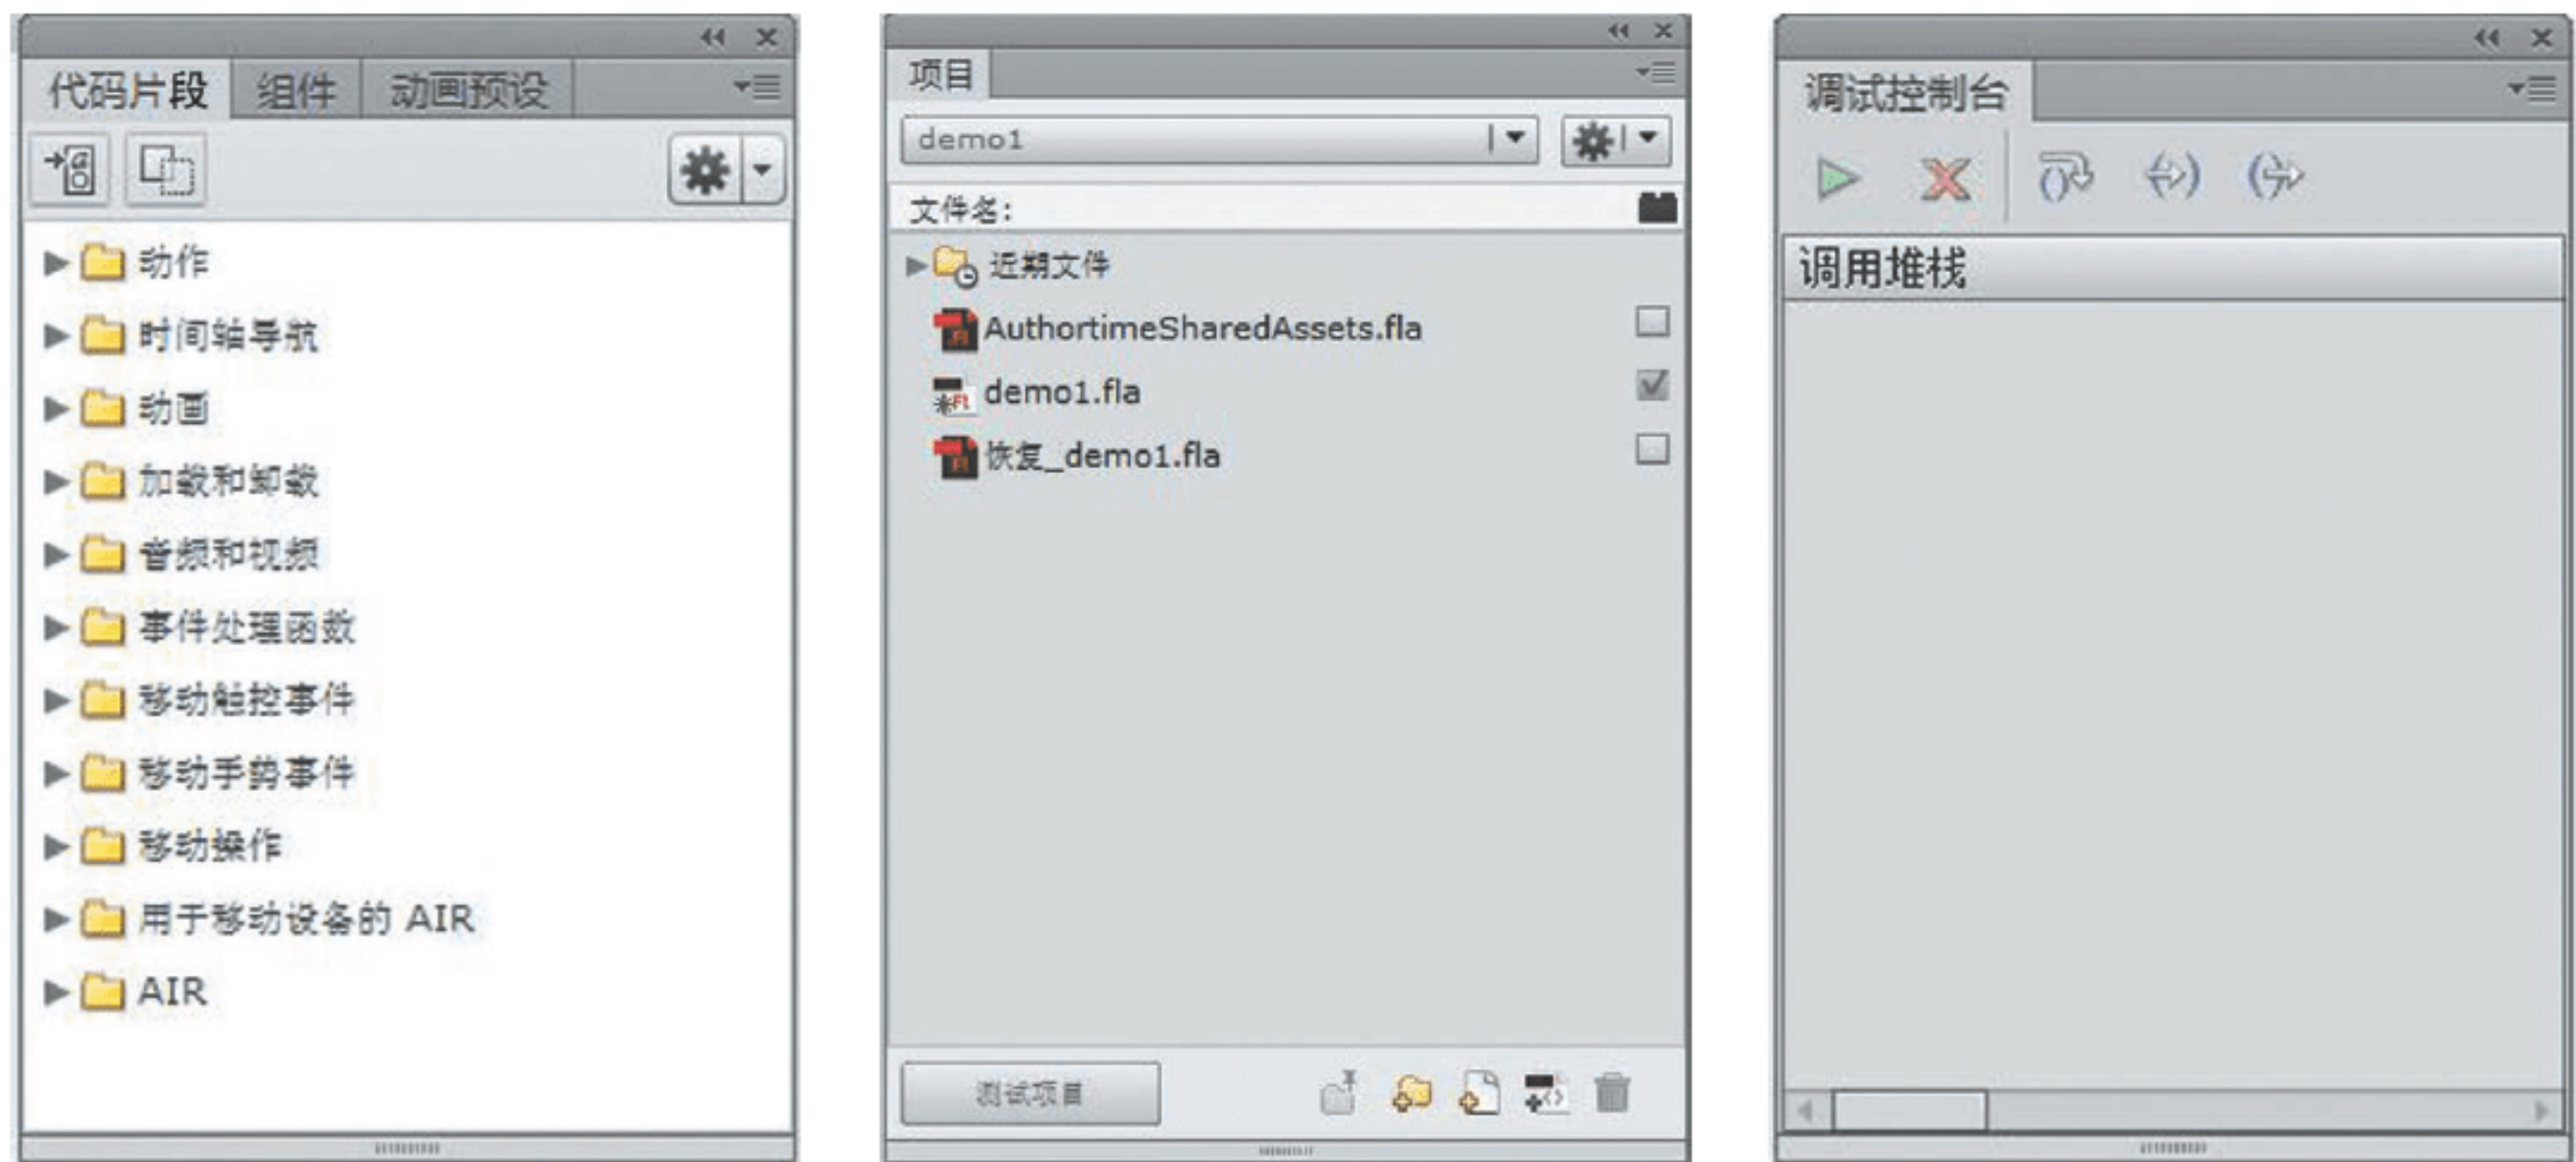 代码片段 组件 动画预设
动作
时间轴导航
动画
加载和卸载
音频和视频
事件处理函数
移动触控事件
移动手势事件
移动操作
用于移动设备的 AIR
AIR
项目
demo1
文件名:
近期文件
AuthortimeSharedAssets.fla
demo1.fla
恢复_demo1.fla
测试项目
调试控制台
调用堆栈